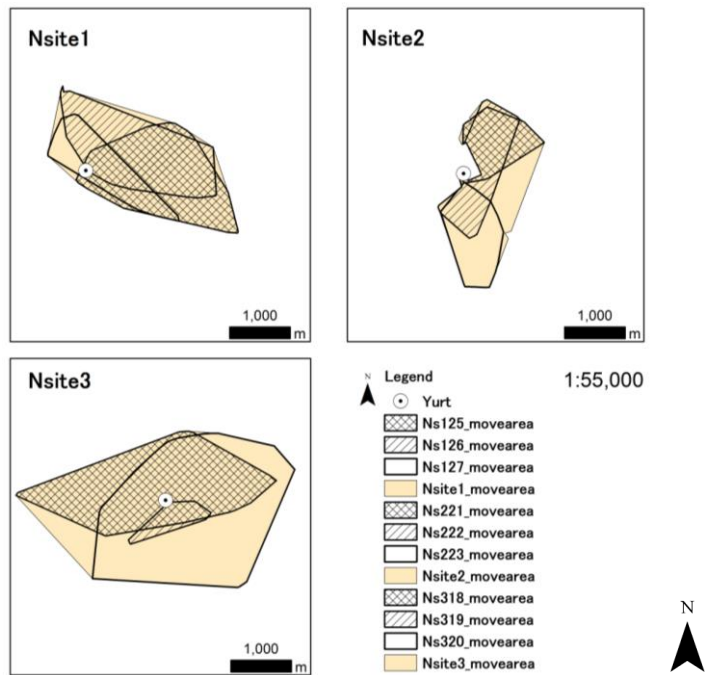 Nsite1
1,000
m
Nsite2
1,000
m
Nsite3
1,000
m
N
Legend
1:55,000
Yurt
Ns125_movearea
Ns126_movearea
Ns127_movearea
Nsite1_movearea
Ns221_movearea
Ns222_movearea
Ns223_movearea
Nsite2_movearea
Ns318_movearea
Ns319_movearea
Ns320_movearea
Nsite3_movearea
N